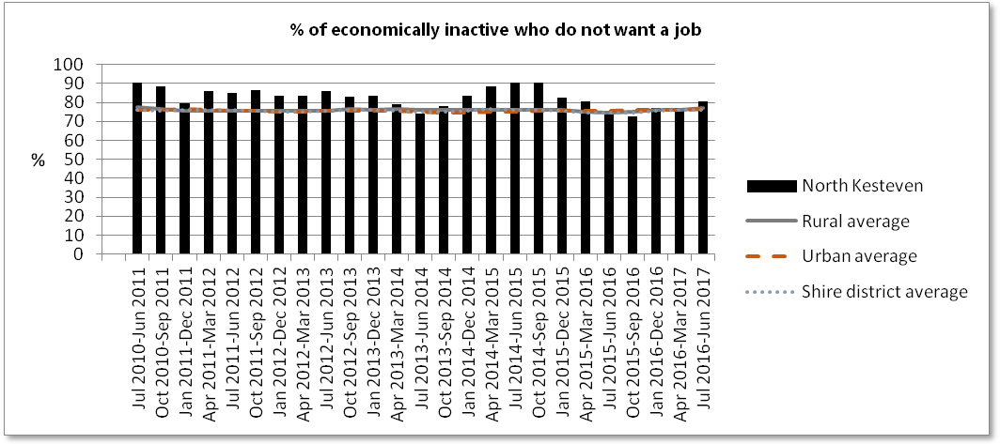 % of economically inactive who do not want a job
100
90
80
70
60
50
40
30
20
10
0
%
Jul 2010-Jun 2011
Oct 2010-Sep 2011
Jan 2011-Dec 2011
Apr 2011-Mar 2012
Jul 2011-Jun 2012
Oct 2011-Sep 2012
Jan 2012-Dec 2012
Apr 2012-Mar 2013
Jul 2012-Jun 2013
Oct 2012-Sep 2013
Jan 2013-Dec 2013
Apr 2013-Mar 2014
Jul 2013-Jun 2014
Oct 2013-Sep 2014
Jan 2014-Dec 2014
Apr 2014-Mar 2015
Jul 2014-Jun 2015
Oct 2014-Sep 2015
Jan 2015-Dec 2015
Apr 2015-Mar 2016
Jul 2015-Jun 2016
Oct 2015-Sep 2016
Jan 2016-Dec 2016
Apr 2016-Mar 2017
Jul 2016-Jun 2017
North Kesteven
Rural average
Urban average
Shire district average